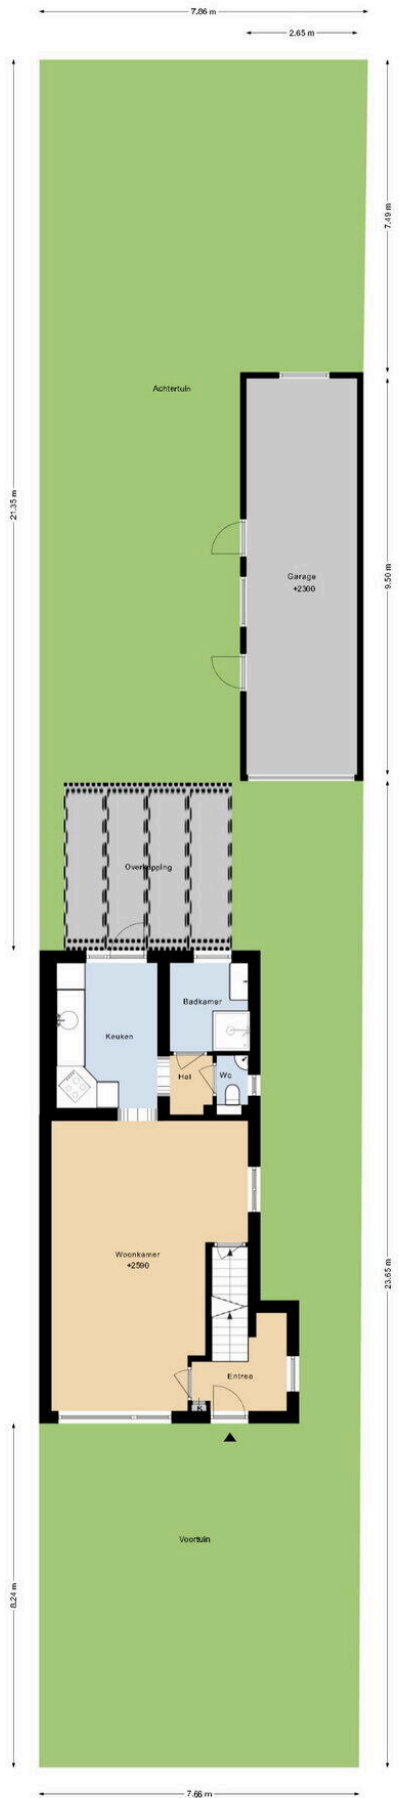 7.86 m
2.65 m
7.49 m
Achtertuin
21.35 m
Garage
+2300
9.50 m
Overkapping
Badkamer
Keuken
Hal
Wc
Woonkamer
+2590
23.65 m
Entree
K
Voortuin
8.24 m
7.66 m